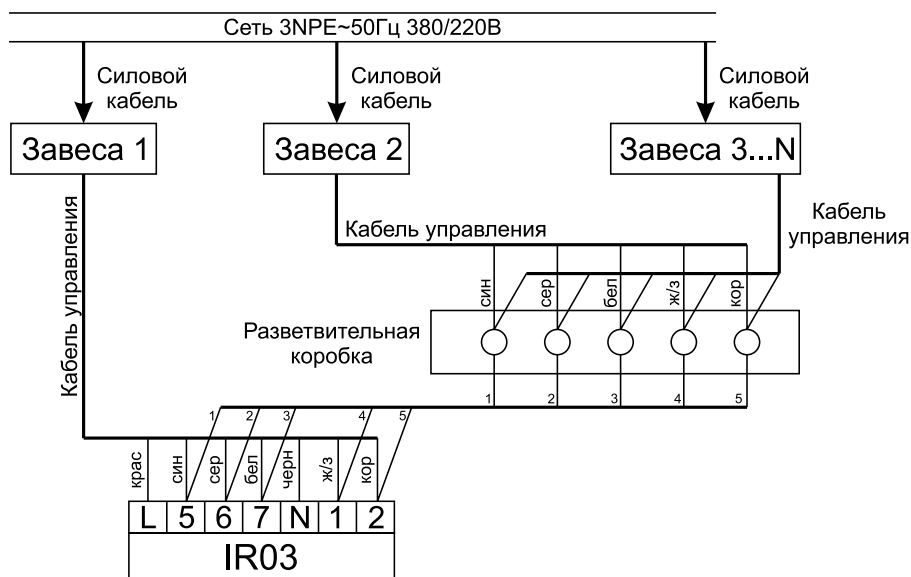 Сеть 3NPE~50Гц 380/220В
Силовой
кабель
Силовой
кабель
Силовой
кабель
Завеса 1
Завеса 2
Завеса 3...N
Кабель управления
Кабель управления
Кабель
управления
син
сер
бел
ж/з
кор
Разветвительная
коробка
1
2
3
4
5
1
2
3
4
5
крас
син
сер
бел
черн
ж/з
кор
L 5 6 7 N 1 2
IR03